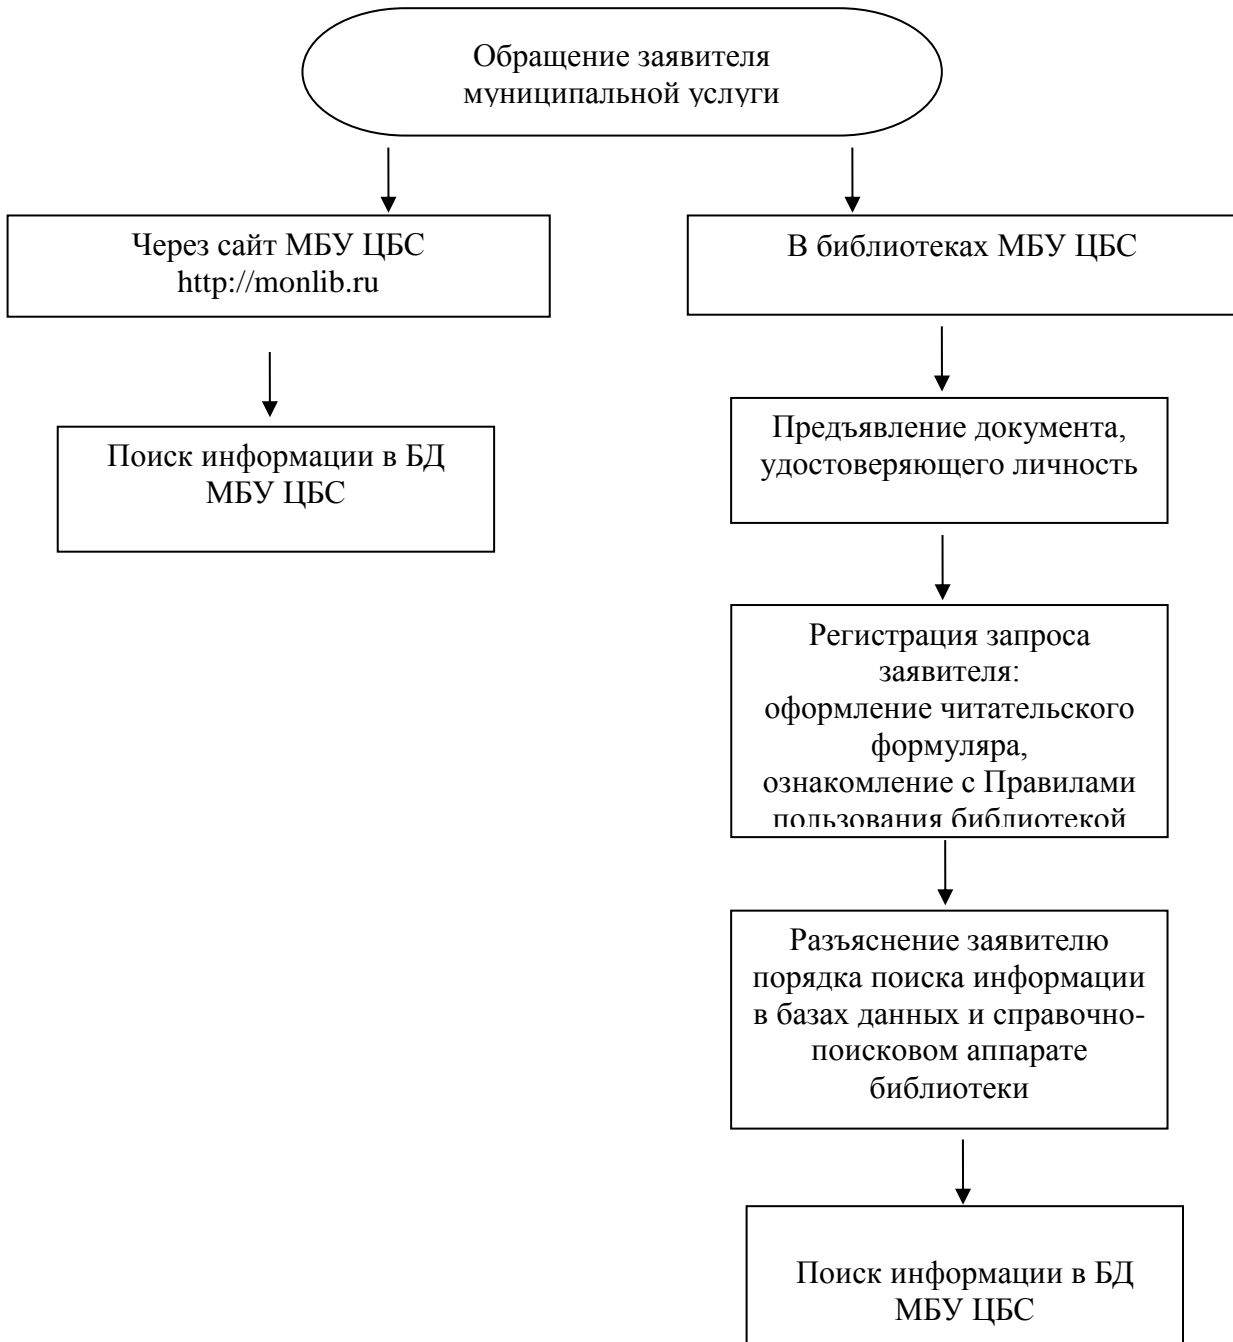 Обращение заявителя
муниципальной услуги
Через сайт МБУ ЦБС
http://monlib.ru
В библиотеках МБУ ЦБС
Поиск информации в БД
МБУ ЦБС
Предъявление документа,
удостоверяющего личность
Регистрация запроса
заявителя:
оформление читательского
формуляра,
ознакомление с Правилами
пользования библиотекой
Разъяснение заявителю
порядка поиска информации
в базах данных и справочно-
поисковом аппарате
библиотеки
Поиск информации в БД
МБУ ЦБС